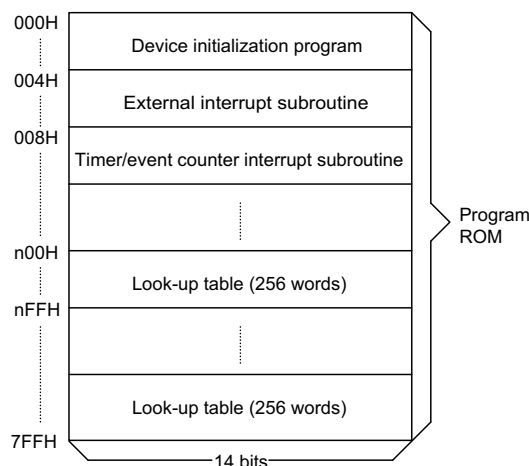 000H
Device initialization program
004H
External interrupt subroutine
008H
Timer/event counter interrupt subroutine
Program
ROM
n00H
Look-up table (256 words)
nFFH
Look-up table (256 words)
7FFH
14 bits